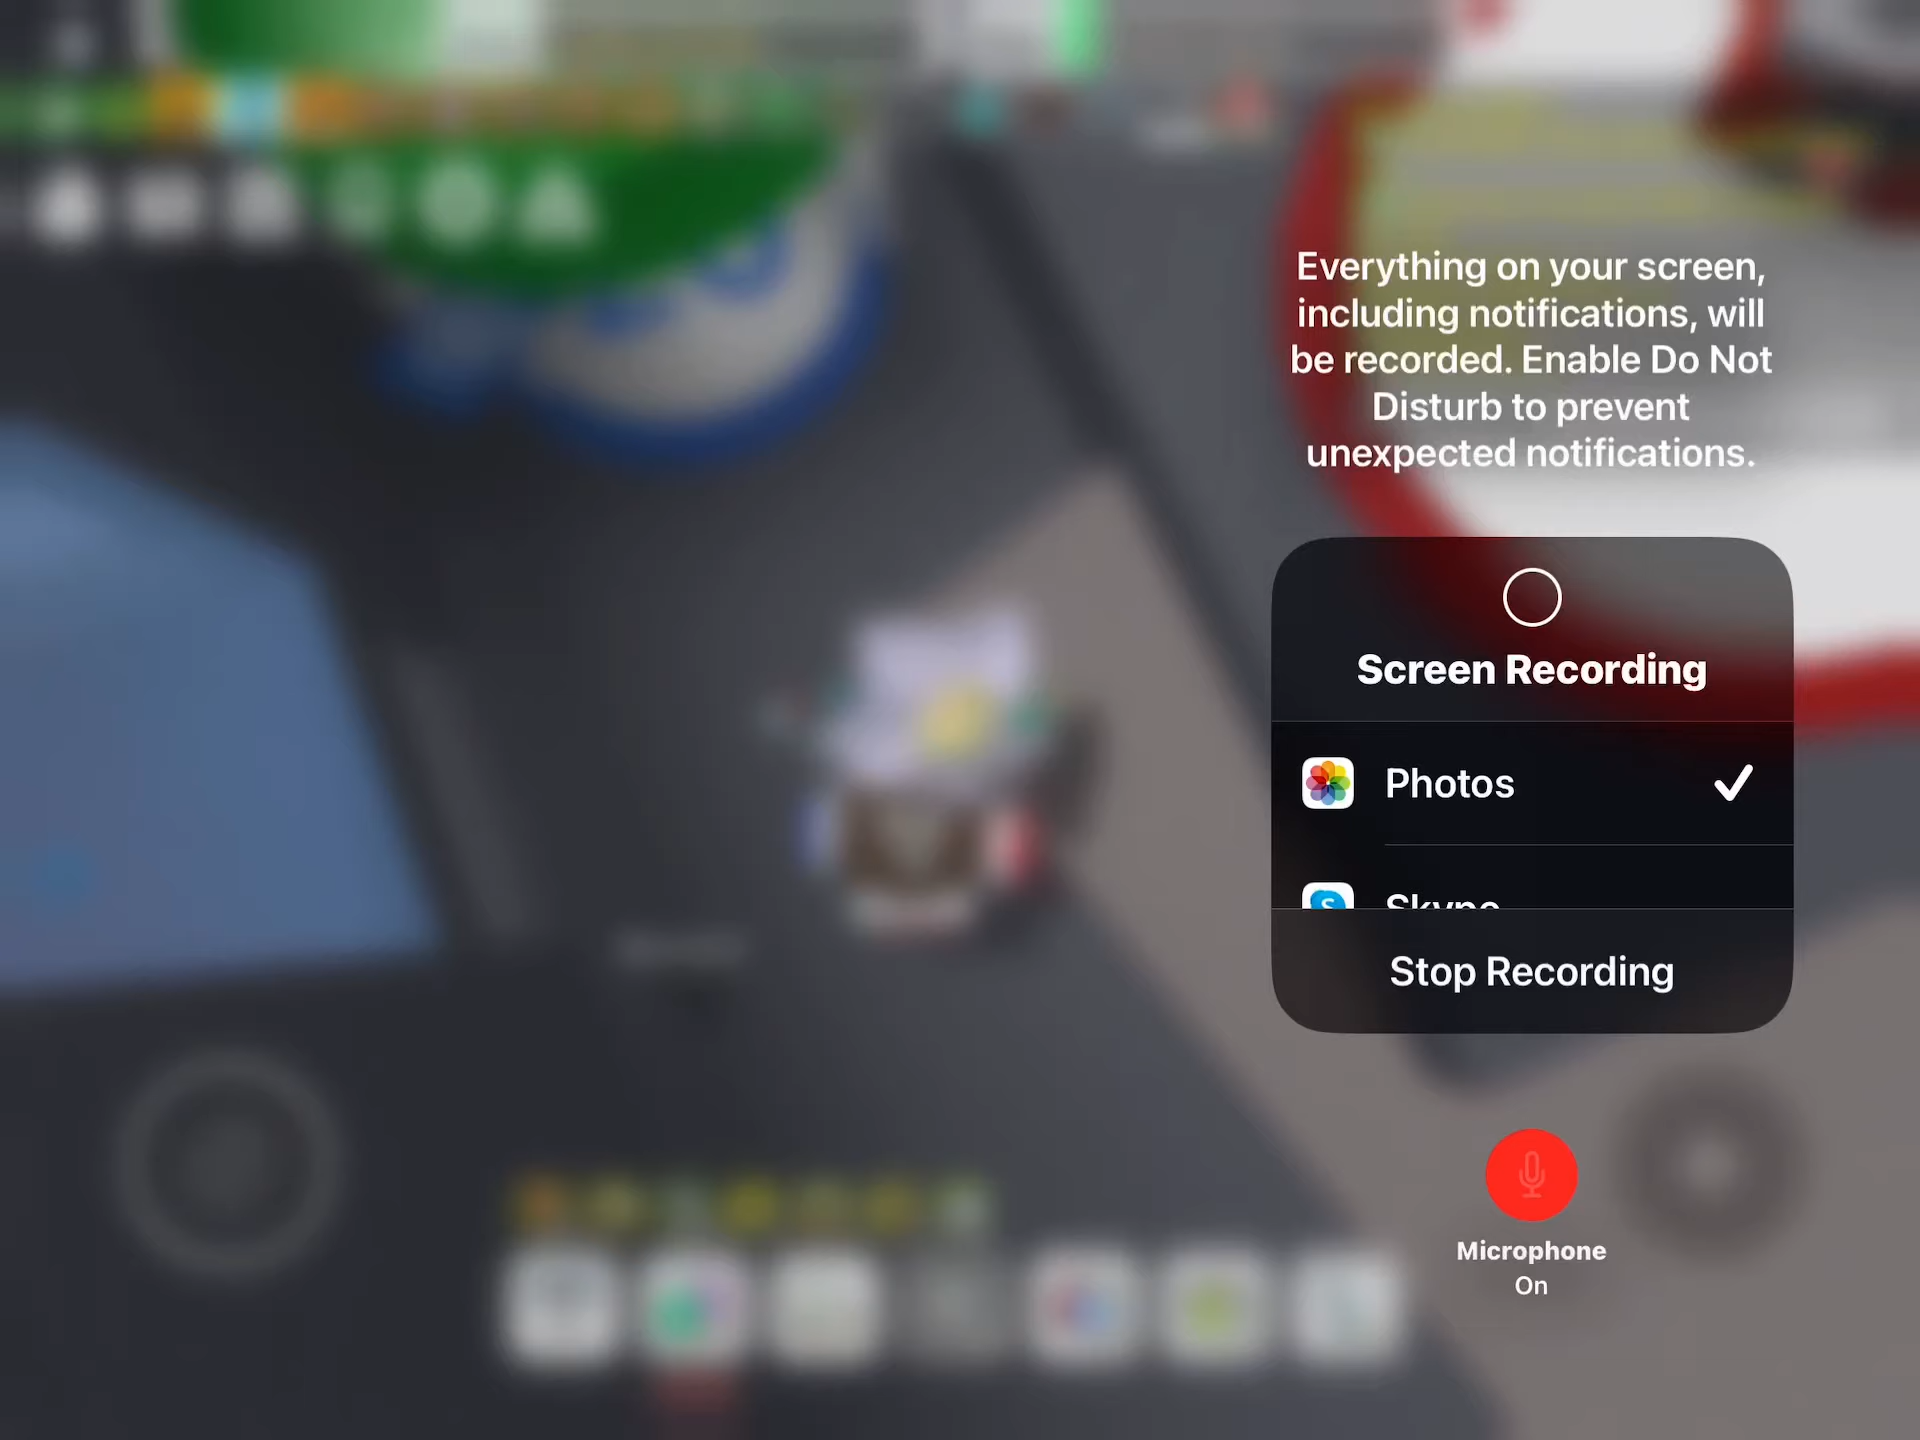 Everything on your screen,
including notifications, will
be recorded. Enable Do Not
Disturb to prevent
unexpected notifications.
Screen Recording
Photos
Skype
Stop Recording
Microphone
On